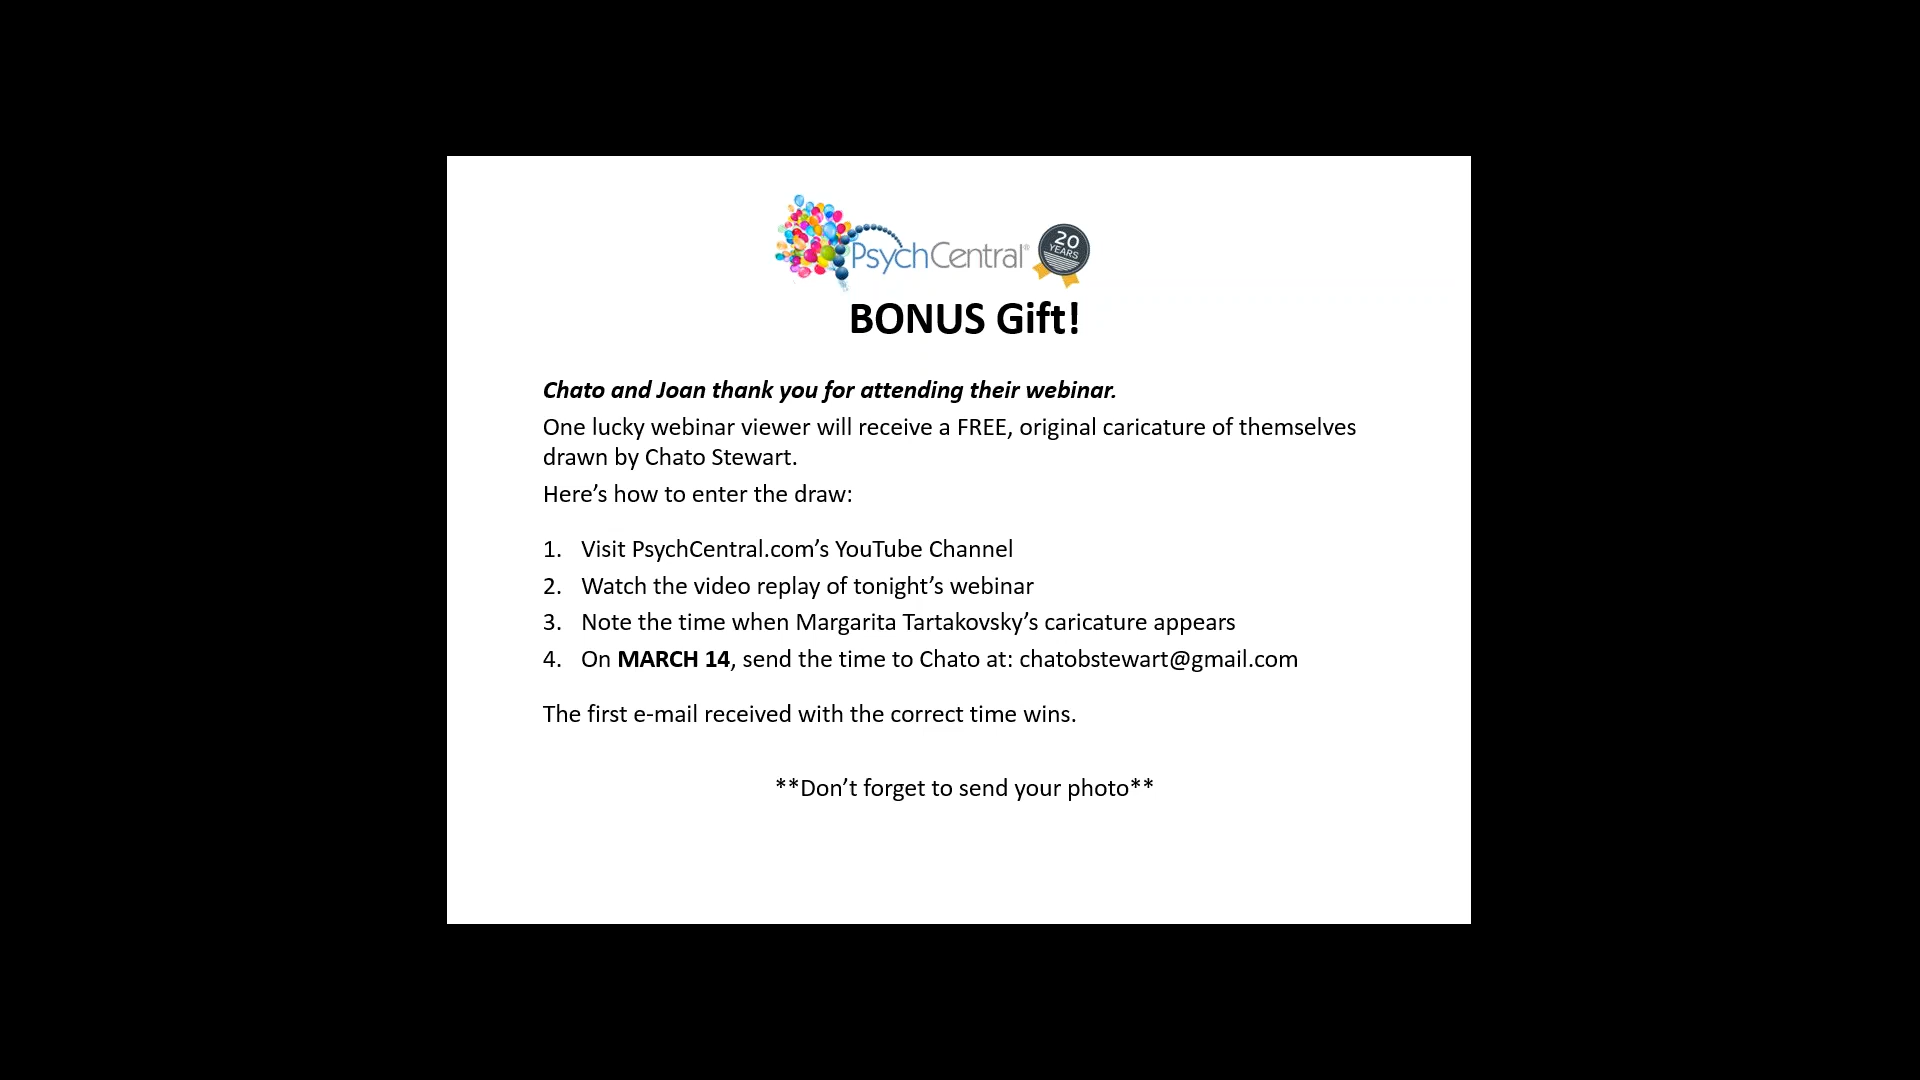 PsychCentral®
20
YEARS
BONUS Gift!
Chato and Joan thank you for attending their webinar.
One lucky webinar viewer will receive a FREE, original caricature of themselves
drawn by Chato Stewart.
Here’s how to enter the draw:
1. Visit PsychCentral.com’s YouTube Channel
2. Watch the video replay of tonight’s webinar
3. Note the time when Margarita Tartakovsky’s caricature appears
4. On MARCH 14, send the time to Chato at: chatobstewart@gmail.com
The first e-mail received with the correct time wins.
**Don’t forget to send your photo**